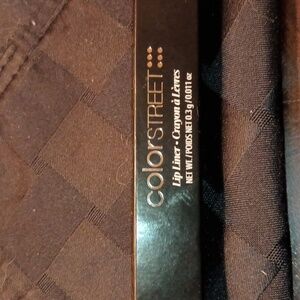 colorSTREET
Lip Liner • Crayon à Lèvres
NET WT./POIDS NET 0.3 g / 0.011 oz